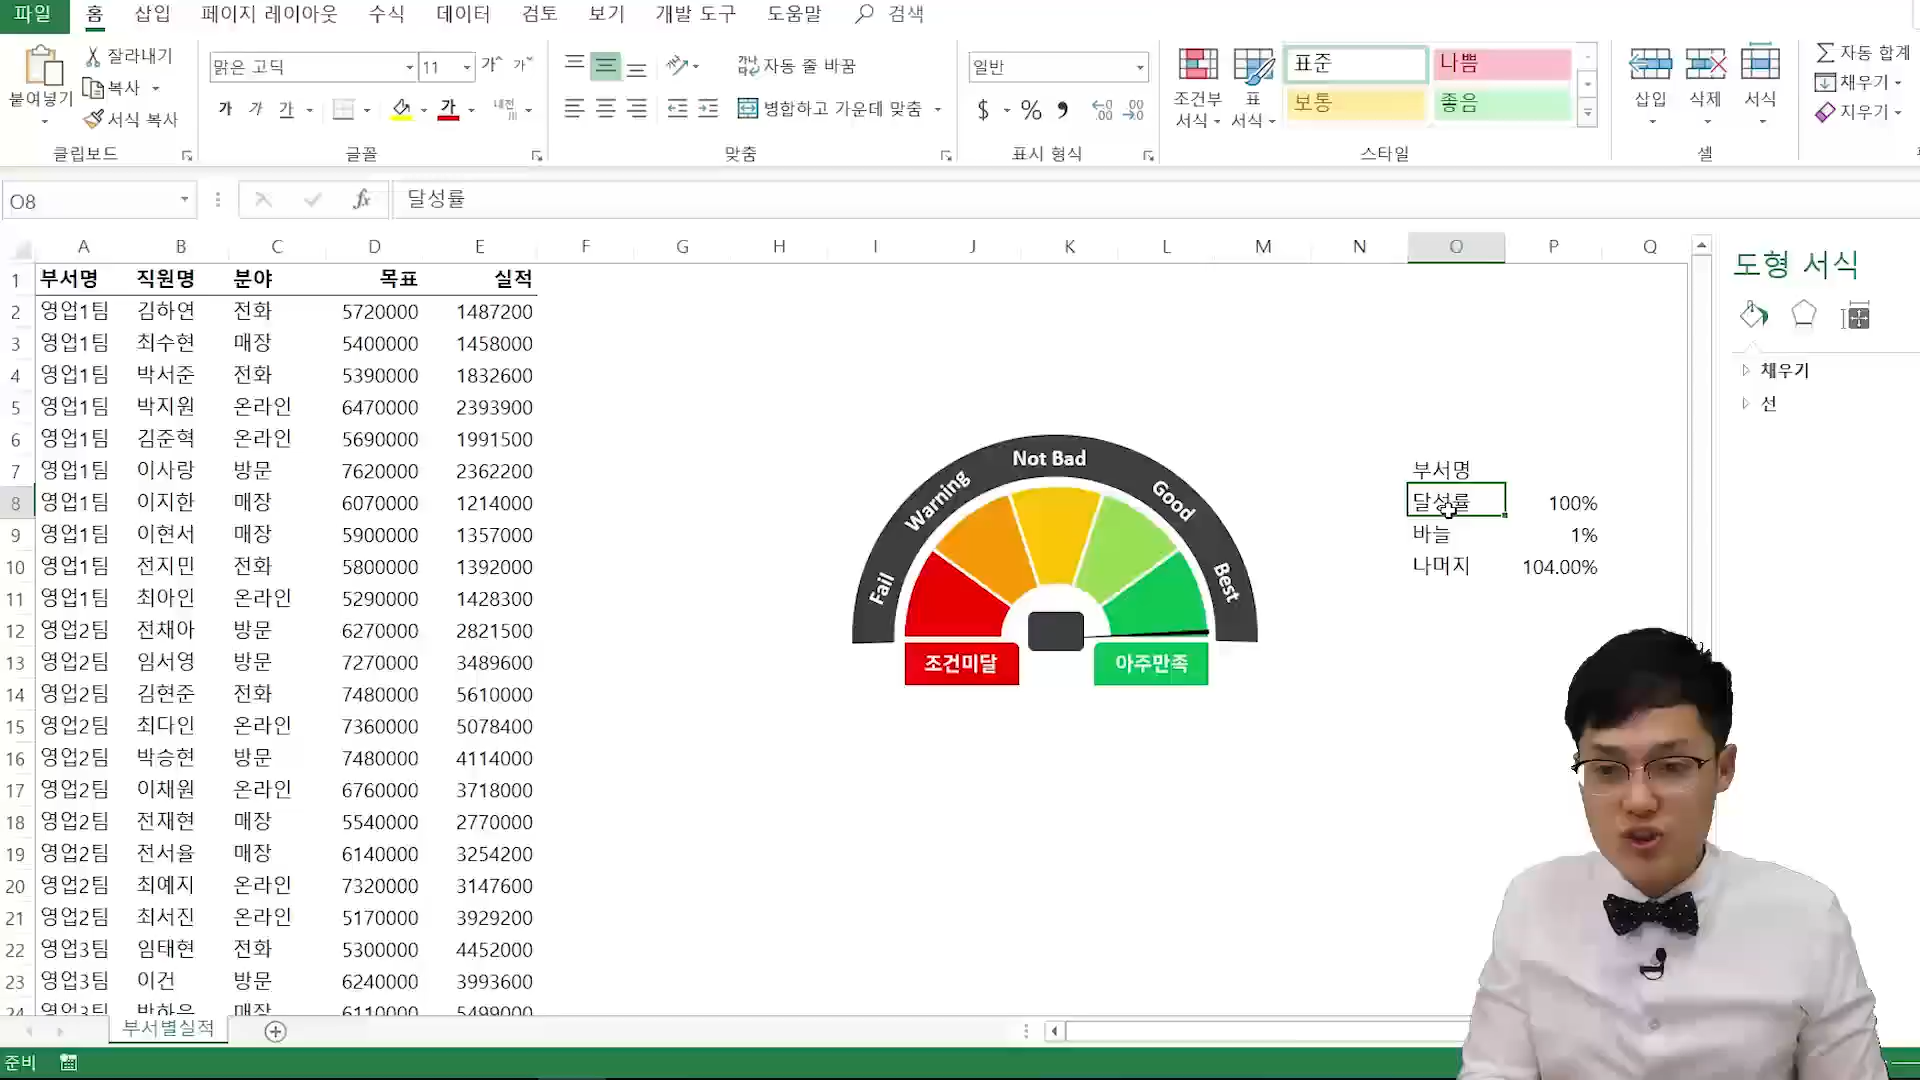 파일 홈 삽입 페이지 레이아웃 수식 데이터 검토 보기 개발 도구 도움말 검색
붙여넣기 잘라내기 복사 서식 복사 클립보드
맑은 고딕 11 가 가 가 가 가 가 내천 글꼴
가나다 자동 줄 바꿈 병합하고 가운데 맞춤 맞춤
일반 $ % 표시 형식
조건부 서식 표 서식 표준 나쁨 보통 좋음 스타일
삽입 삭제 서식 셀
자동 합계 채우기 지우기
O8 fx 달성률
A B C D E F G H I J K L M N O P Q
1 부서명 직원명 분야 목표 실적
2 영업1팀 김하연 전화 5720000 1487200
3 영업1팀 최수현 매장 5400000 1458000
4 영업1팀 박서준 전화 5390000 1832600
5 영업1팀 박지원 온라인 6470000 2393900
6 영업1팀 김준혁 온라인 5690000 1991500
7 영업1팀 이사랑 방문 7620000 2362200
8 영업1팀 이지한 매장 6070000 1214000
9 영업1팀 이현서 매장 5900000 1357000
10 영업1팀 전지민 전화 5800000 1392000
11 영업1팀 최아인 온라인 5290000 1428300
12 영업2팀 전채아 방문 6270000 2821500
13 영업2팀 임서영 방문 7270000 3489600
14 영업2팀 김현준 전화 7480000 5610000
15 영업2팀 최다인 온라인 7360000 5078400
16 영업2팀 박승현 방문 7480000 4114000
17 영업2팀 이채원 온라인 6760000 3718000
18 영업2팀 전재현 매장 5540000 2770000
19 영업2팀 전서율 매장 6140000 3254200
20 영업2팀 최예지 온라인 7320000 3147600
21 영업2팀 최서진 온라인 5170000 3929200
22 영업3팀 임태현 전화 5300000 4452000
23 영업3팀 이건 방문 6240000 3993600
24 영업3팀 박하은 매장 6110000 5499000
Fail Warning Not Bad Good Best
조건미달 아주만족
부서명
달성률 100%
바늘 1%
나머지 104.00%
도형 서식
채우기
선
부서별실적
준비